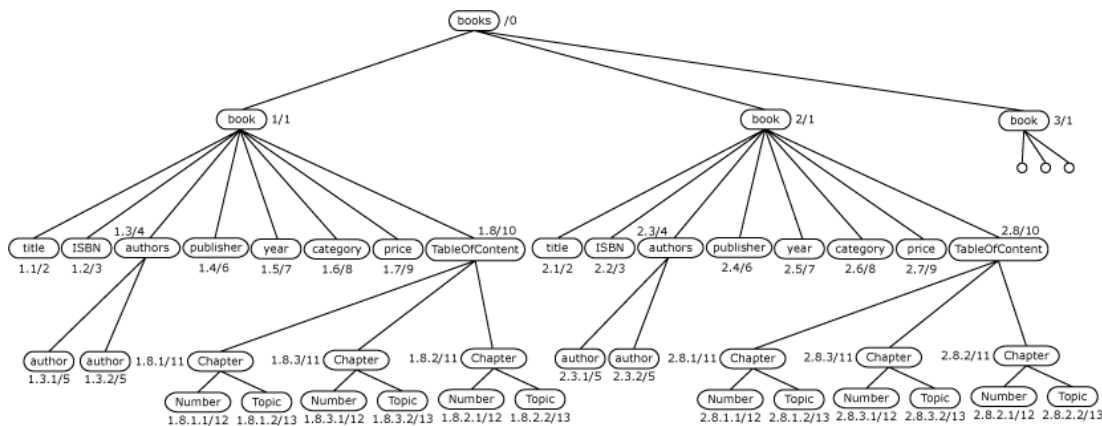 books /0
book 1/1 book 2/1 book 3/1
1.3/4 1.8/10 2.3/4 2.8/10
title ISBN authors publisher year category price TableOfContent title ISBN authors publisher year category price TableOfContent
1.1/2 1.2/3 1.4/6 1.5/7 1.6/8 1.7/9 2.1/2 2.2/3 2.4/6 2.5/7 2.6/8 2.7/9
author author 1.8.1/11 Chapter 1.8.3/11 Chapter 1.8.2/11 Chapter author author 2.8.1/11 Chapter 2.8.3/11 Chapter 2.8.2/11 Chapter
1.3.1/5 1.3.2/5 2.3.1/5 2.3.2/5
Number Topic Number Topic Number Topic Number Topic Number Topic Number Topic
1.8.1.1/12 1.8.1.2/13 1.8.3.1/12 1.8.3.2/13 1.8.2.1/12 1.8.2.2/13 2.8.1.1/12 2.8.1.2/13 2.8.3.1/12 2.8.3.2/13 2.8.2.1/12 2.8.2.2/13